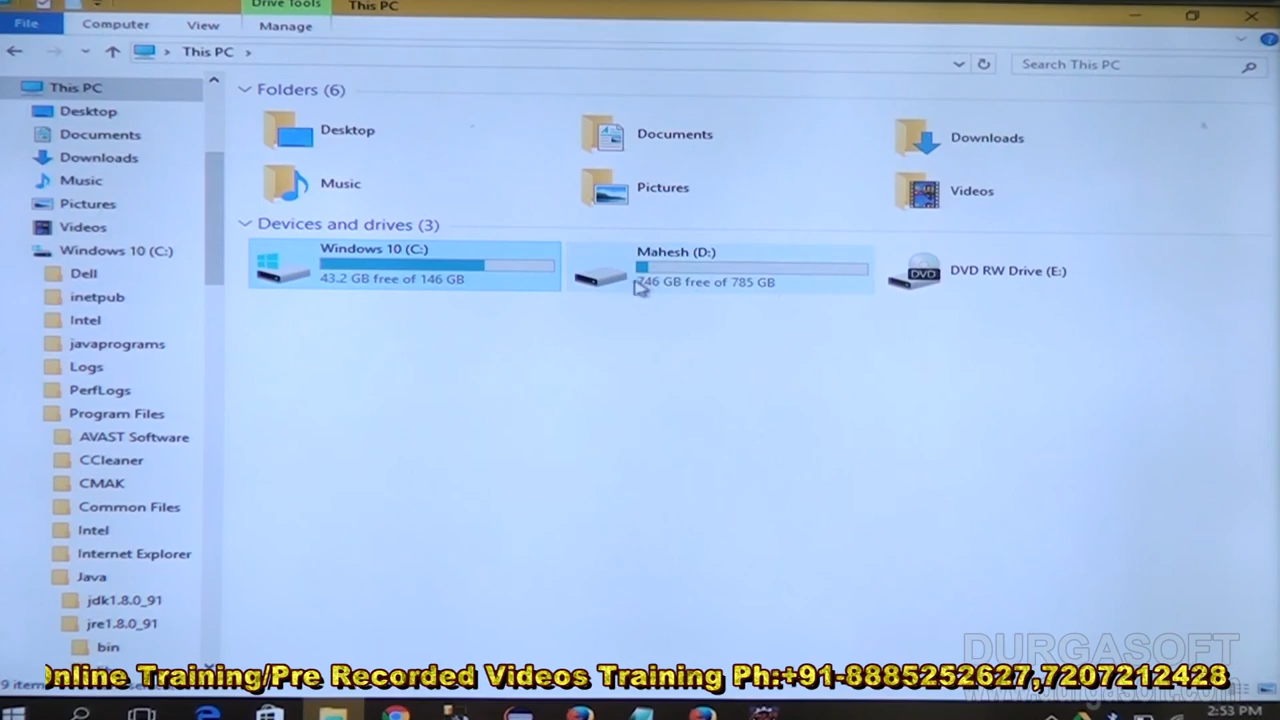 Drive Tools
This PC
File
Computer
View
Manage
This PC
Search This PC
This PC
Desktop
Documents
Downloads
Music
Pictures
Videos
Windows 10 (C:)
Dell
inetpub
Intel
javaprograms
Logs
PerfLogs
Program Files
AVAST Software
CCleaner
CMAK
Common Files
Intel
Internet Explorer
Java
jdk1.8.0_91
jre1.8.0_91
bin
Folders (6)
Desktop
Documents
Downloads
Music
Pictures
Videos
Devices and drives (3)
Windows 10 (C:)
43.2 GB free of 146 GB
Mahesh (D:)
746 GB free of 785 GB
DVD
DVD RW Drive (E:)
DURGASOFT
Online Training/Pre Recorded Videos Training Ph:+91-8885252627,7207212428
2:53 PM